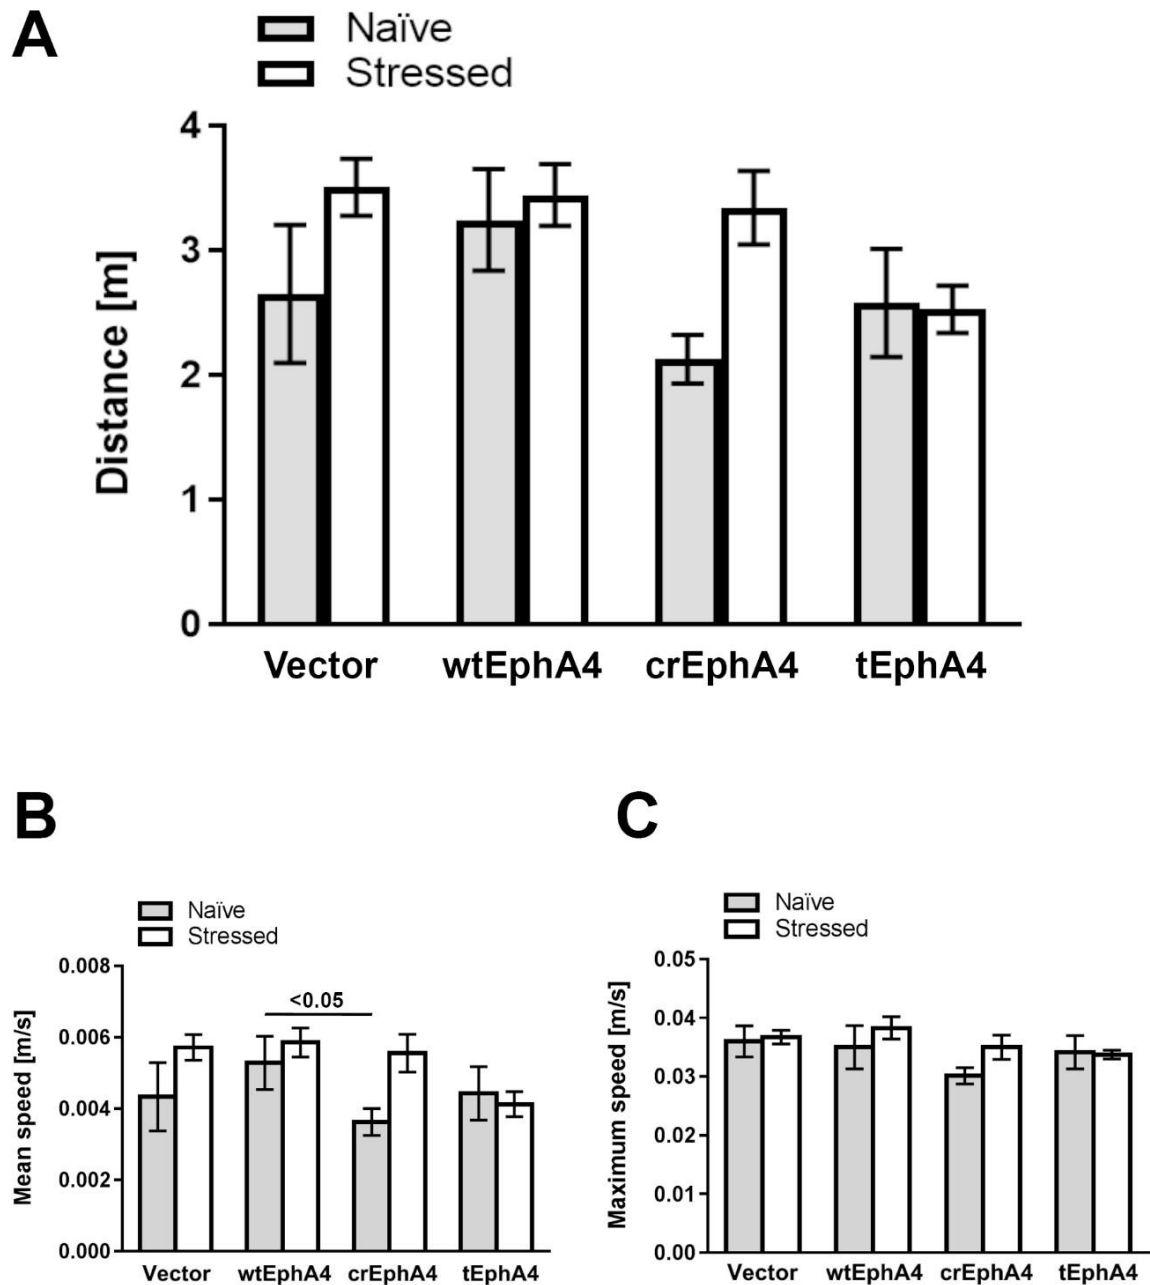 A
Naïve
Stressed
4
3
2
1
0
Distance [m]
Vector wtEphA4 crEphA4 tEphA4
B
Naïve
Stressed
0.008
0.006
0.004
0.002
0.000
Mean speed [m/s]
<0.05
Vector wtEphA4 crEphA4 tEphA4
C
Naïve
Stressed
0.05
0.04
0.03
0.02
0.01
0.00
Maximum speed [m/s]
Vector wtEphA4 crEphA4 tEphA4